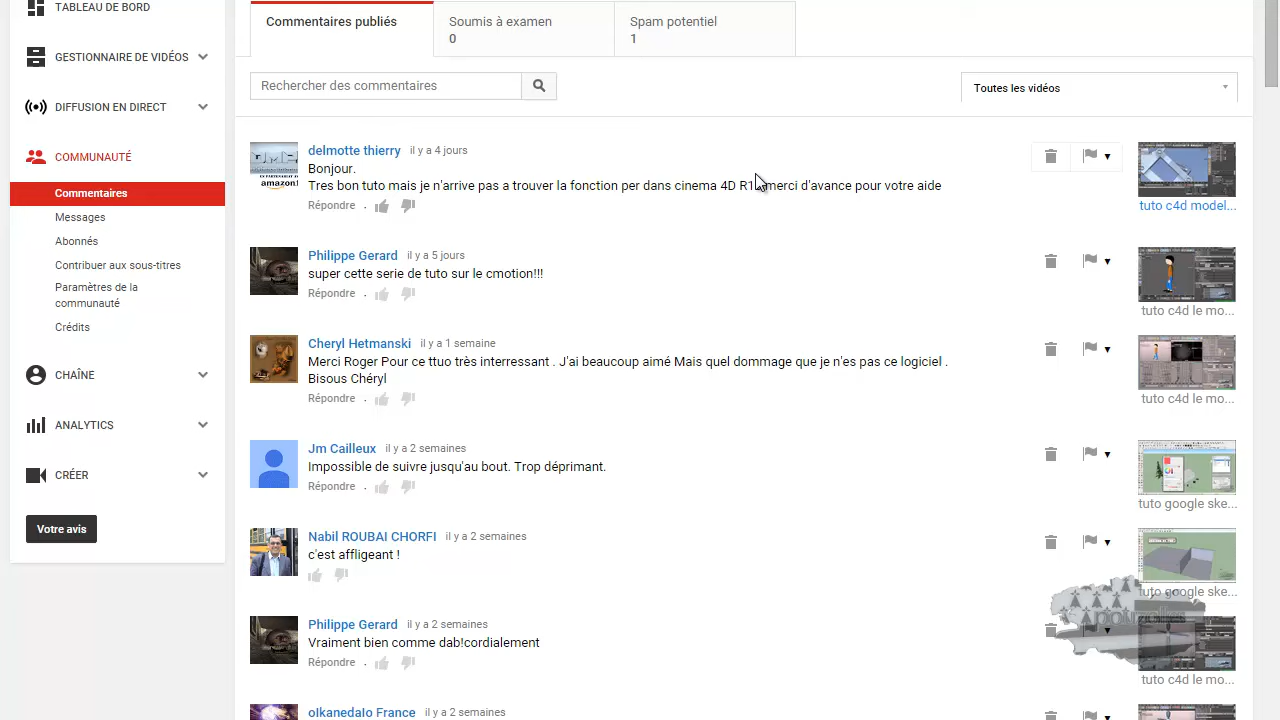 TABLEAU DE BORD
GESTIONNAIRE DE VIDÉOS
DIFFUSION EN DIRECT
COMMUNAUTÉ
Commentaires
Messages
Abonnés
Contribuer aux sous-titres
Paramètres de la
communauté
Crédits
CHAÎNE
ANALYTICS
CRÉER
Votre avis
Commentaires publiés
Soumis à examen
0
Spam potentiel
1
Rechercher des commentaires
Toutes les vidéos
delmotte thierry il y a 4 jours
Bonjour.
Tres bon tuto mais je n'arrive pas a trouver la fonction per dans cinema 4D merci d'avance pour votre aide
Répondre .
amazon!
tuto c4d model...
Philippe Gerard il y a 5 jours
super cette serie de tuto sur le cmotion!!!
Répondre .
tuto c4d le mo...
Cheryl Hetmanski il y a 1 semaine
Merci Roger Pour ce tuto très intéressant . J'ai beaucoup aimé Mais quel dommage que je n'es pas ce logiciel .
Bisous Chéryl
Répondre .
tuto c4d le mo...
Jm Cailleux il y a 2 semaines
Impossible de suivre jusqu'au bout. Trop déprimant.
Répondre .
tuto google ske...
Nabil ROUBAI CHORFI il y a 2 semaines
c'est affligeant !
tuto google ske...
Philippe Gerard il y a 2 semaines
Vraiment bien comme dab!cordialement
Répondre .
tuto c4d le mo...
olkanedalo France il y a 2 semaines